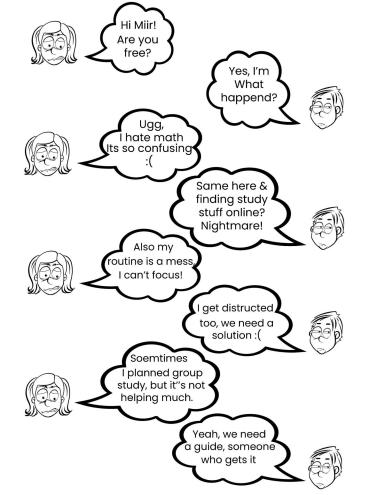 Hi Miir!
Are you
free?
Yes, I'm
What
happend?
Ugg,
I hate math
Its so confusing
:(
Same here &
finding study
stuff online?
Nightmare!
Also my
routine is a mess,
I can't focus!
I get distructed
too, we need a
solution :(
Soemtimes
I planned group
study, but it''s not
helping much.
Yeah, we need
a guide, someone
who gets it